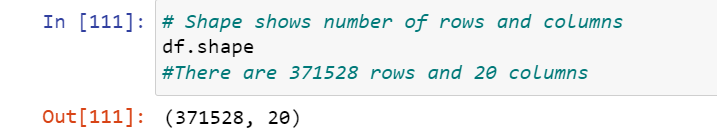 In [111]: # Shape shows number of rows and columns
df.shape
#There are 371528 rows and 20 columns
Out[111]: (371528, 20)